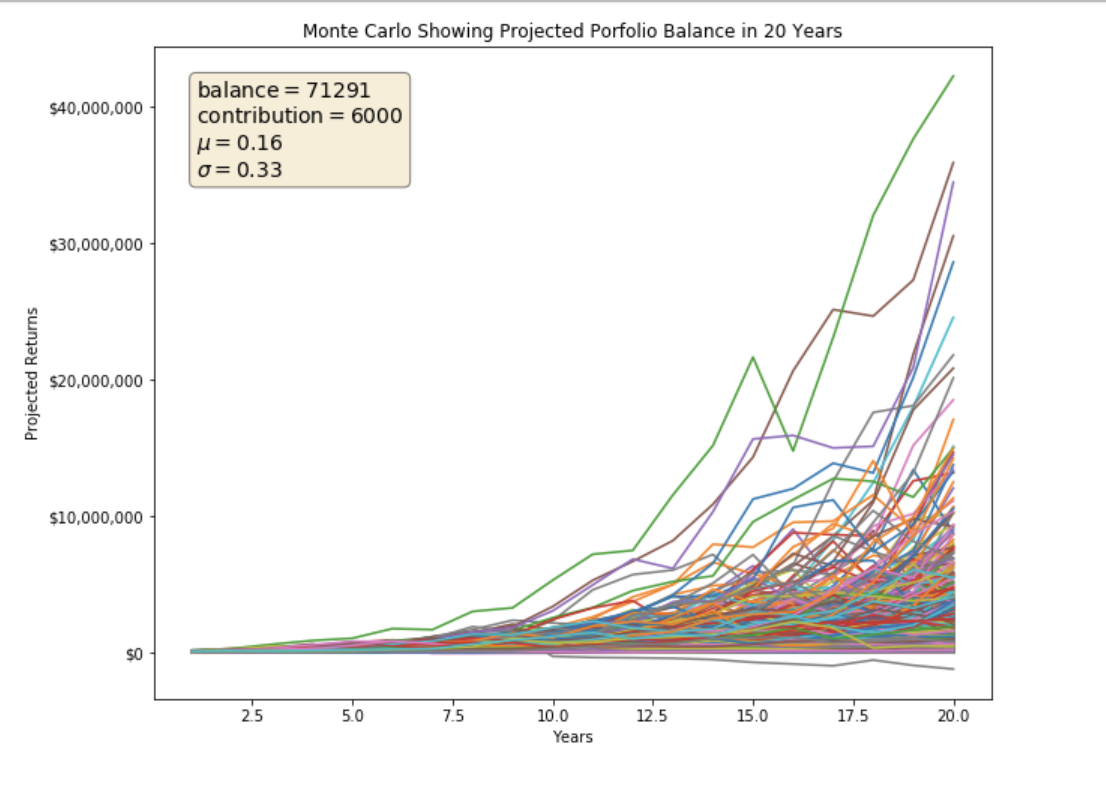 Monte Carlo Showing Projected Porfolio Balance in 20 Years
balance = 71291
contribution = 6000
μ = 0.16
σ = 0.33
$40,000,000
$30,000,000
$20,000,000
$10,000,000
$0
Projected Returns
2.5 5.0 7.5 10.0 12.5 15.0 17.5 20.0
Years